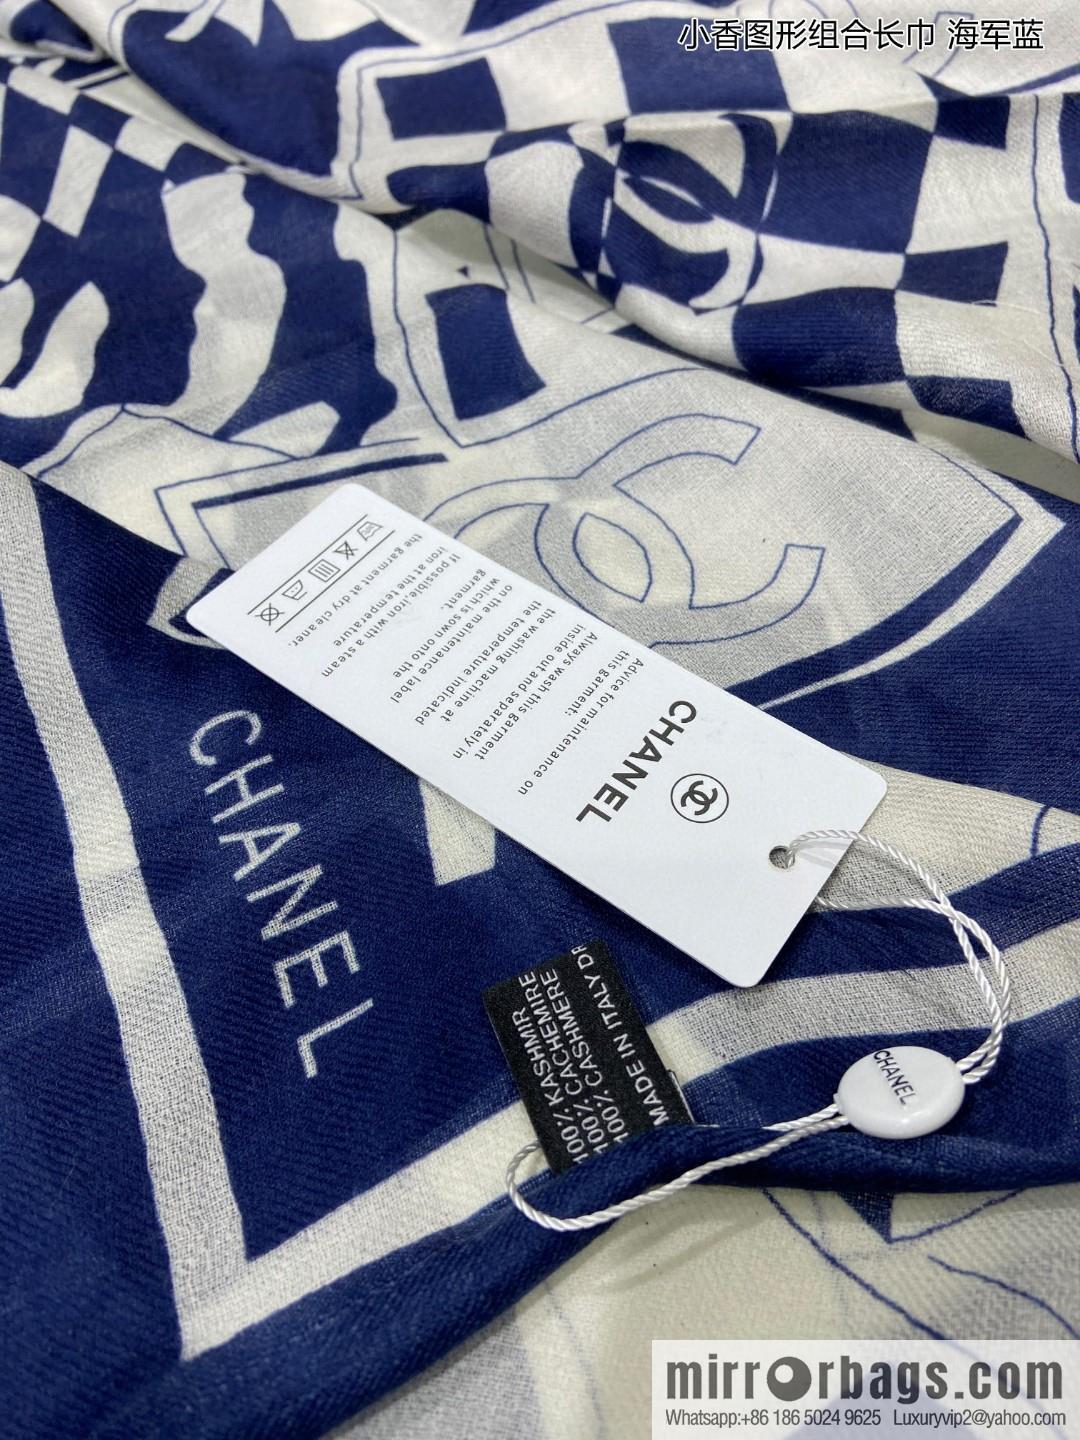 小香图形组合长巾 海军蓝
CHANEL
Advice for maintenance on
this garment:
Always wash this garment
inside out and separately in
the washing machine at
the temperature indicated
on the maintenance label
which is sown onto the
garment.
If possible,iron with a steam
iron at the temperature
the garment at dry cleaner.
CHANEL
100% KASHMIR
100% CACHEMIRE
100% CASHMERE
MADE IN ITALY
CHANEL
mirrorbags.com
Whatsapp:+86 186 5024 9625 Luxuryvip2@yahoo.com